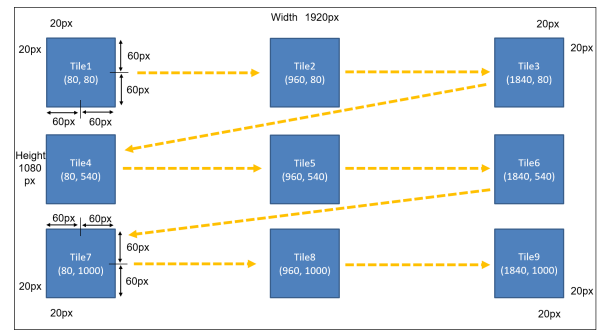 Width 1920px
20px
20px
20px
Tile1
(80, 80)
60px
60px
60px
60px
Tile2
(960, 80)
Tile3
(1840, 80)
20px
Height
1080
px
Tile4
(80, 540)
Tile5
(960, 540)
Tile6
(1840, 540)
60px
60px
Tile7
(80, 1000)
60px
60px
Tile8
(960, 1000)
Tile9
(1840, 1000)
20px
20px
20px
20px